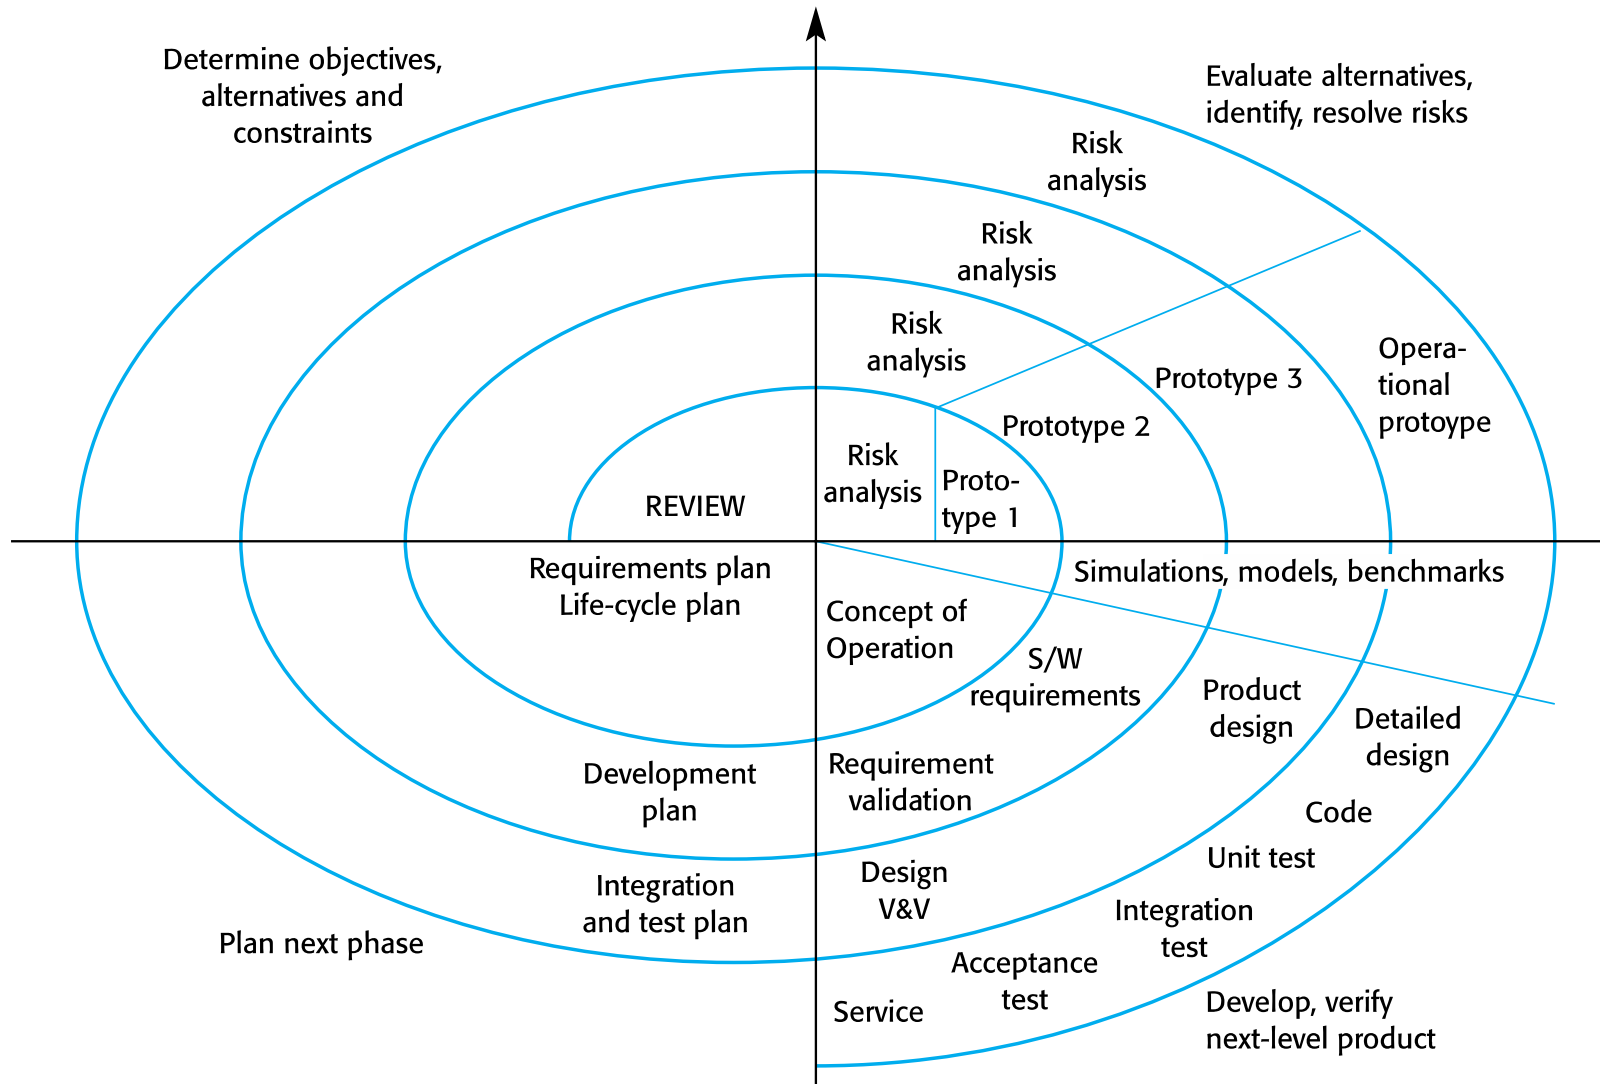 Determine objectives,
alternatives and
constraints
Evaluate alternatives,
identify, resolve risks
Risk
analysis
Risk
analysis
Risk
analysis
Risk
analysis
Proto-
type 1
Prototype 2
Prototype 3
Opera-
tional
protoype
REVIEW
Requirements plan
Life-cycle plan
Concept of
Operation
Simulations, models, benchmarks
S/W
requirements
Product
design
Detailed
design
Development
plan
Requirement
validation
Code
Unit test
Integration
and test plan
Design
V&V
Integration
test
Plan next phase
Acceptance
test
Service
Develop, verify
next-level product